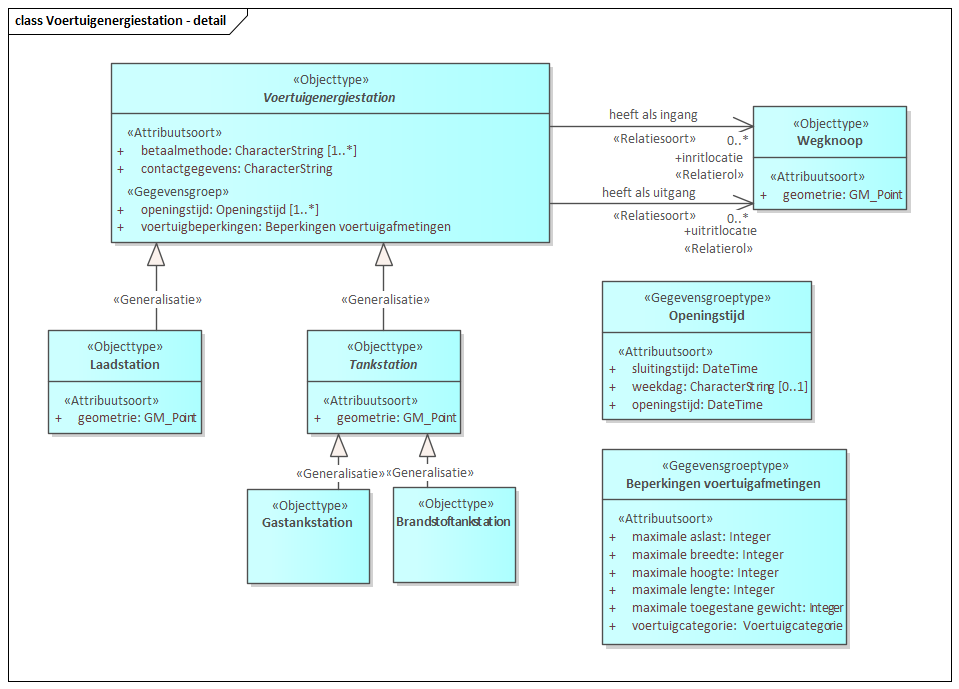 class Voertuigenergiestation - detail
«Objecttype»
Voertuigenergiestation
«Attribuutsoort»
+ betaalmethode: CharacterString [1..*]
+ contactgegevens: CharacterString
«Gegevensgroep»
+ openingstijd: Openingstijd [1..*]
+ voertuigbeperkingen: Beperkingen voertuigafmetingen
heeft als ingang
«Relatiesoort» 0..*
+inritlocatie
«Relatierol»
heeft als uitgang
«Relatiesoort» 0..*
+uitritlocatie
«Relatierol»
«Objecttype»
Wegknoop
«Attribuutsoort»
+ geometrie: GM_Point
«Generalisatie»
«Generalisatie»
«Objecttype»
Laadstation
«Attribuutsoort»
+ geometrie: GM_Point
«Objecttype»
Tankstation
«Attribuutsoort»
+ geometrie: GM_Point
«Generalisatie»
«Generalisatie»
«Objecttype»
Gastankstation
«Objecttype»
Brandstoftankstation
«Gegevensgroeptype»
Openingstijd
«Attribuutsoort»
+ sluitingstijd: DateTime
+ weekdag: CharacterString [0..1]
+ openingstijd: DateTime
«Gegevensgroeptype»
Beperkingen voertuigafmetingen
«Attribuutsoort»
+ maximale aslast: Integer
+ maximale breedte: Integer
+ maximale hoogte: Integer
+ maximale lengte: Integer
+ maximale toegestane gewicht: Integer
+ voertuigcategorie: Voertuigcategorie